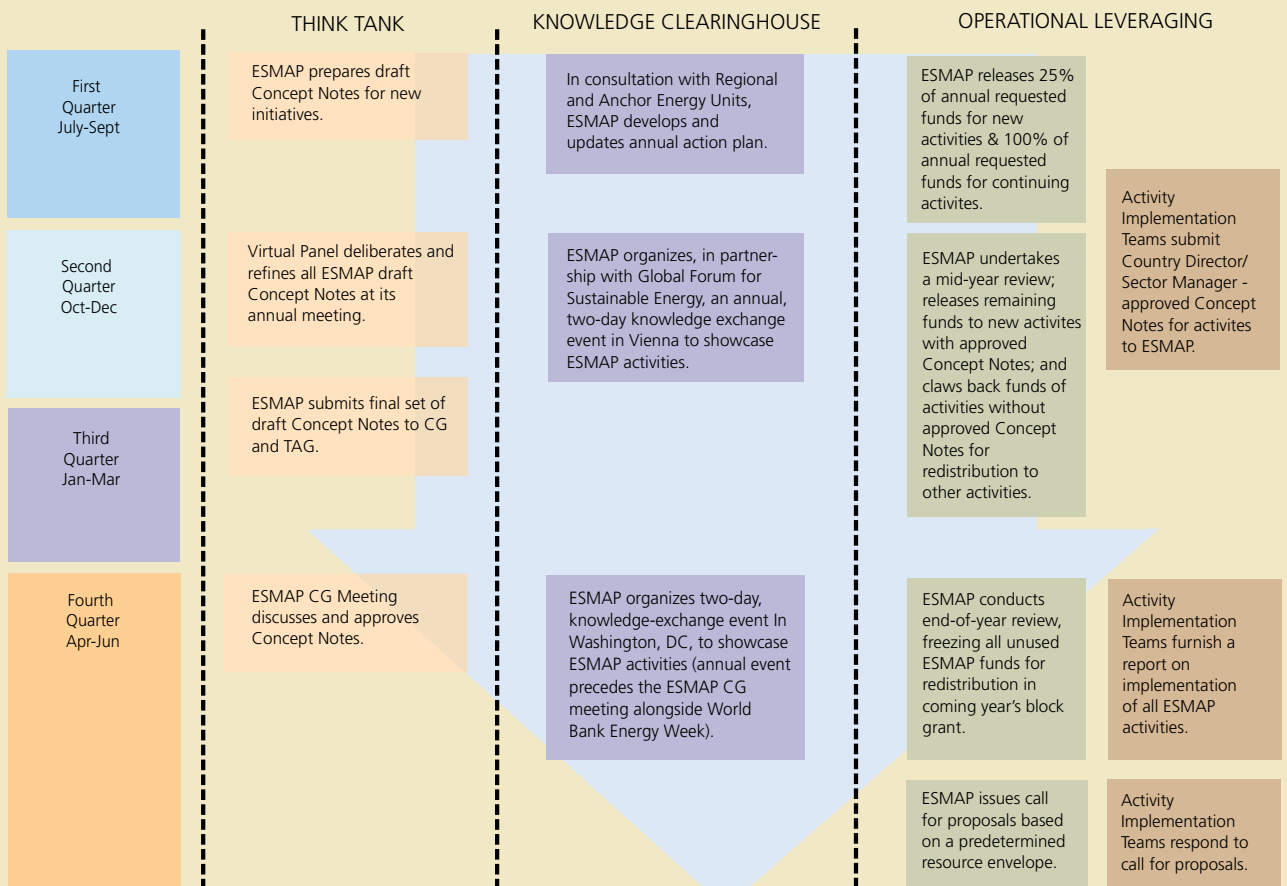 THINK TANK
KNOWLEDGE CLEARINGHOUSE
OPERATIONAL LEVERAGING
First
Quarter
July-Sept
ESMAP prepares draft
Concept Notes for new
initiatives.
In consultation with Regional
and Anchor Energy Units,
ESMAP develops and
updates annual action plan.
ESMAP releases 25%
of annual requested
funds for new
activities & 100% of
annual requested
funds for continuing
activites.
Activity
Implementation
Teams submit
Country Director/
Sector Manager -
approved Concept
Notes for activites
to ESMAP.
Second
Quarter
Oct-Dec
Virtual Panel deliberates and
refines all ESMAP draft
Concept Notes at its
annual meeting.
ESMAP organizes, in partner-
ship with Global Forum for
Sustainable Energy, an annual,
two-day knowledge exchange
event in Vienna to showcase
ESMAP activities.
ESMAP undertakes
a mid-year review;
releases remaining
funds to new activites
with approved
Concept Notes; and
claws back funds of
activities without
approved Concept
Notes for
redistribution to
other activities.
Third
Quarter
Jan-Mar
ESMAP submits final set of
draft Concept Notes to CG
and TAG.
Fourth
Quarter
Apr-Jun
ESMAP CG Meeting
discusses and approves
Concept Notes.
ESMAP organizes two-day,
knowledge-exchange event In
Washington, DC, to showcase
ESMAP activities (annual event
precedes the ESMAP CG
meeting alongside World
Bank Energy Week).
ESMAP conducts
end-of-year review,
freezing all unused
ESMAP funds for
redistribution in
coming year's block
grant.
Activity
Implementation
Teams furnish a
report on
implementation
of all ESMAP
activities.
ESMAP issues call
for proposals based
on a predetermined
resource envelope.
Activity
Implementation
Teams respond to
call for proposals.